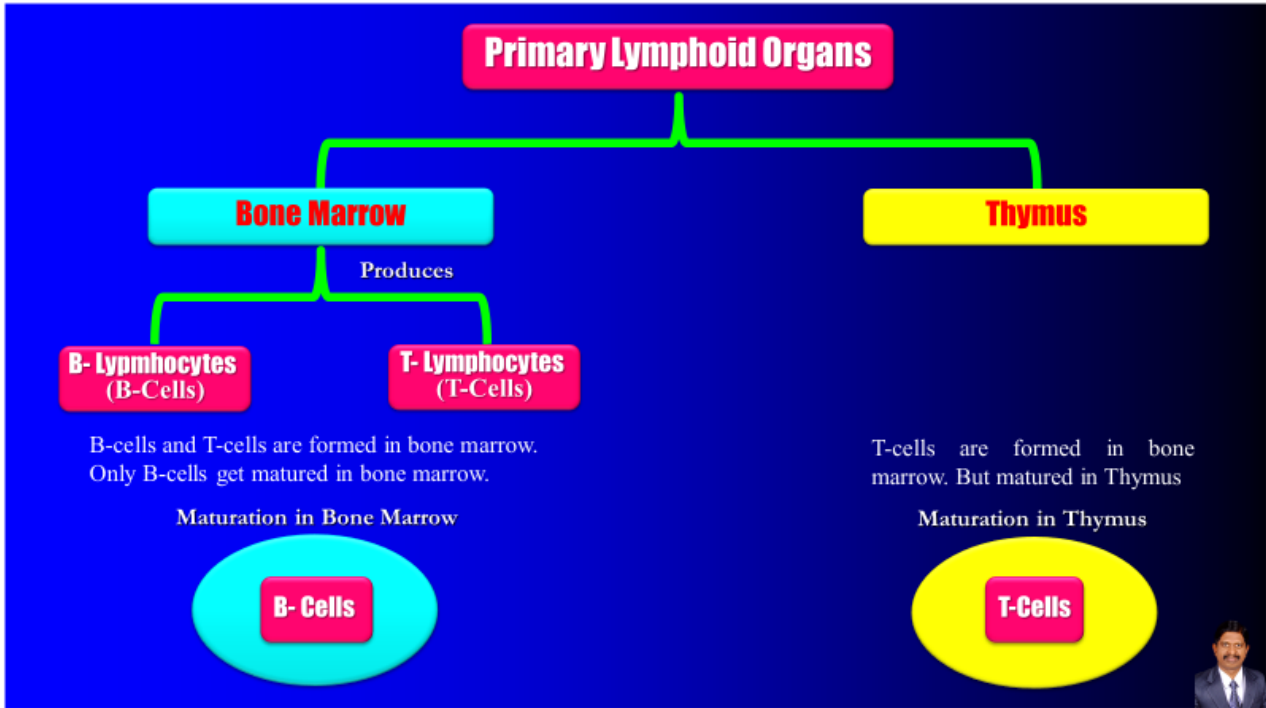 Primary Lymphoid Organs
Bone Marrow
Thymus
Produces
B- Lypmhocytes
(B-Cells)
T- Lymphocytes
(T-Cells)
B-cells and T-cells are formed in bone marrow.
Only B-cells get matured in bone marrow.
T-cells are formed in bone
marrow. But matured in Thymus
Maturation in Bone Marrow
Maturation in Thymus
B- Cells
T-Cells